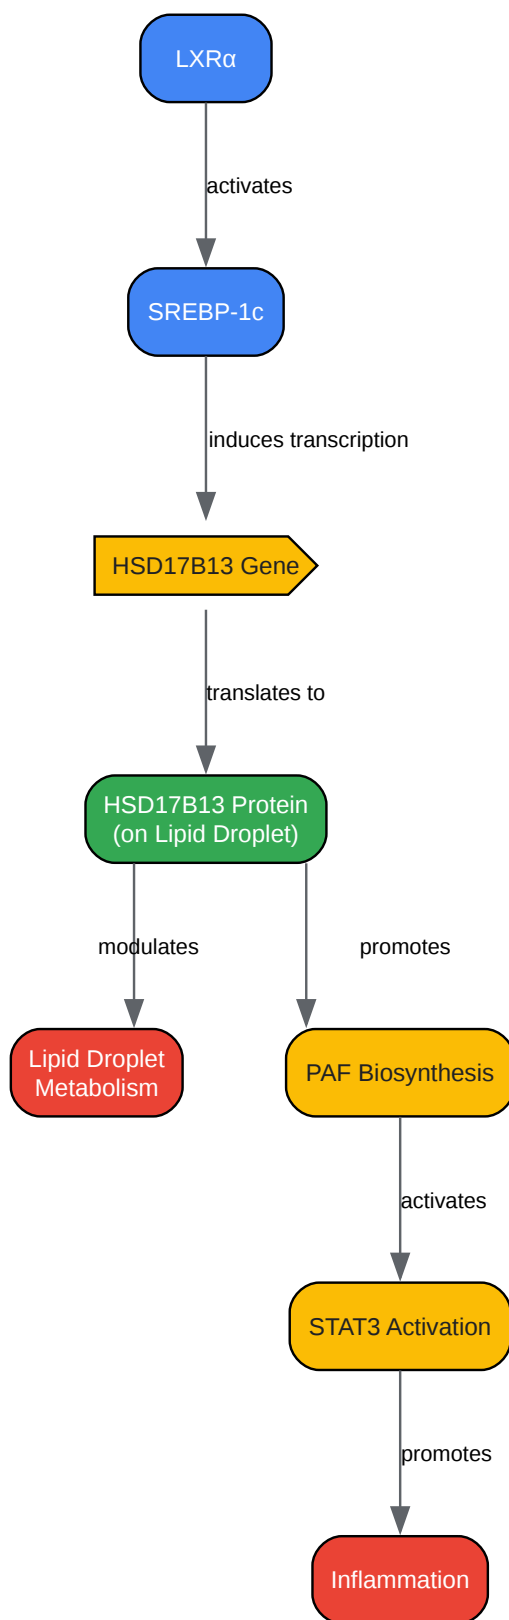 LXRα
activates
SREBP-1c
induces transcription
HSD17B13 Gene
translates to
HSD17B13 Protein
(on Lipid Droplet)
modulates
promotes
Lipid Droplet
Metabolism
PAF Biosynthesis
activates
STAT3 Activation
promotes
Inflammation